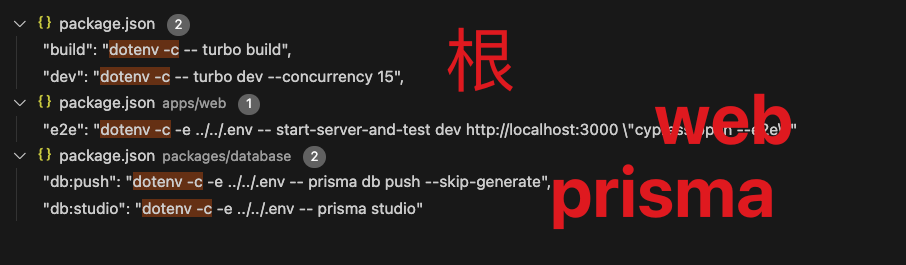 package.json 2
"build": "dotenv -c -- turbo build",
"dev": "dotenv -c -- turbo dev --concurrency 15",
根
package.json apps/web 1
"e2e": "dotenv -c -e ../../.env -- start-server-and-test dev http://localhost:3000 \"cypress open --e2e\""
web
package.json packages/database 2
"db:push": "dotenv -c -e ../../.env -- prisma db push --skip-generate",
"db:studio": "dotenv -c -e ../../.env -- prisma studio"
prisma